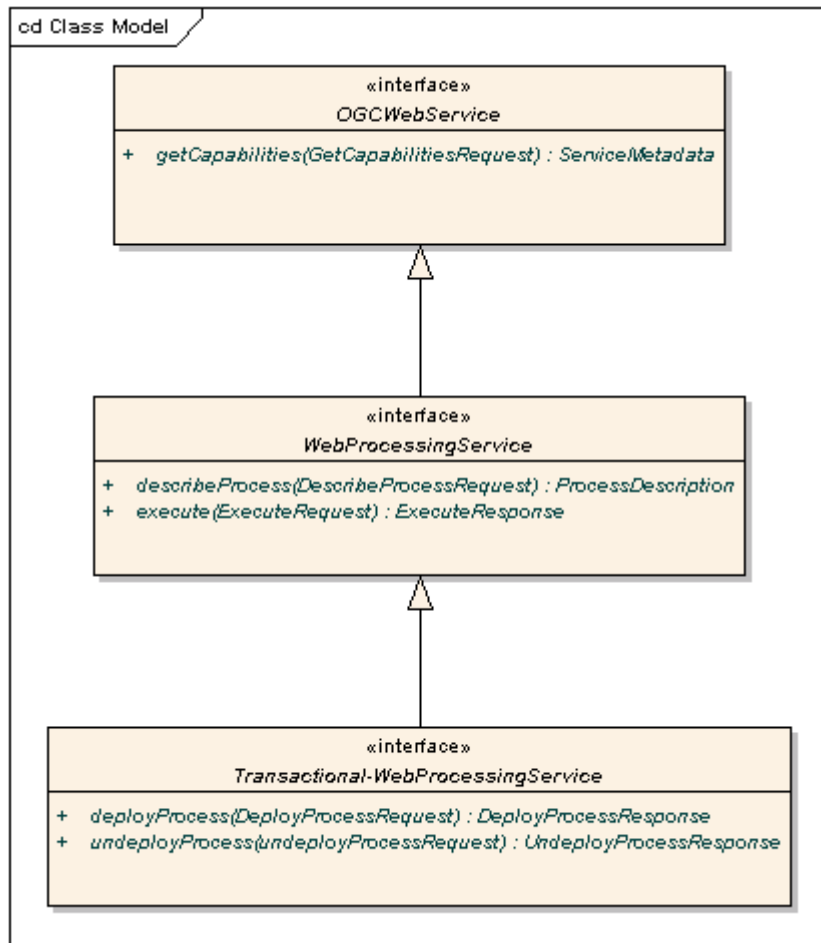 cd Class Model
«interface»
OGCWebService
+ getCapabilities(GetCapabilitiesRequest) : ServiceMetadata
«interface»
WebProcessingService
+ describeProcess(DescribeProcessRequest) : ProcessDescription
+ execute(ExecuteRequest) : ExecuteResponse
«interface»
Transactional-WebProcessingService
+ deployProcess(DeployProcessRequest) : DeployProcessResponse
+ undeployProcess(undeployProcessRequest) : UndeployProcessResponse